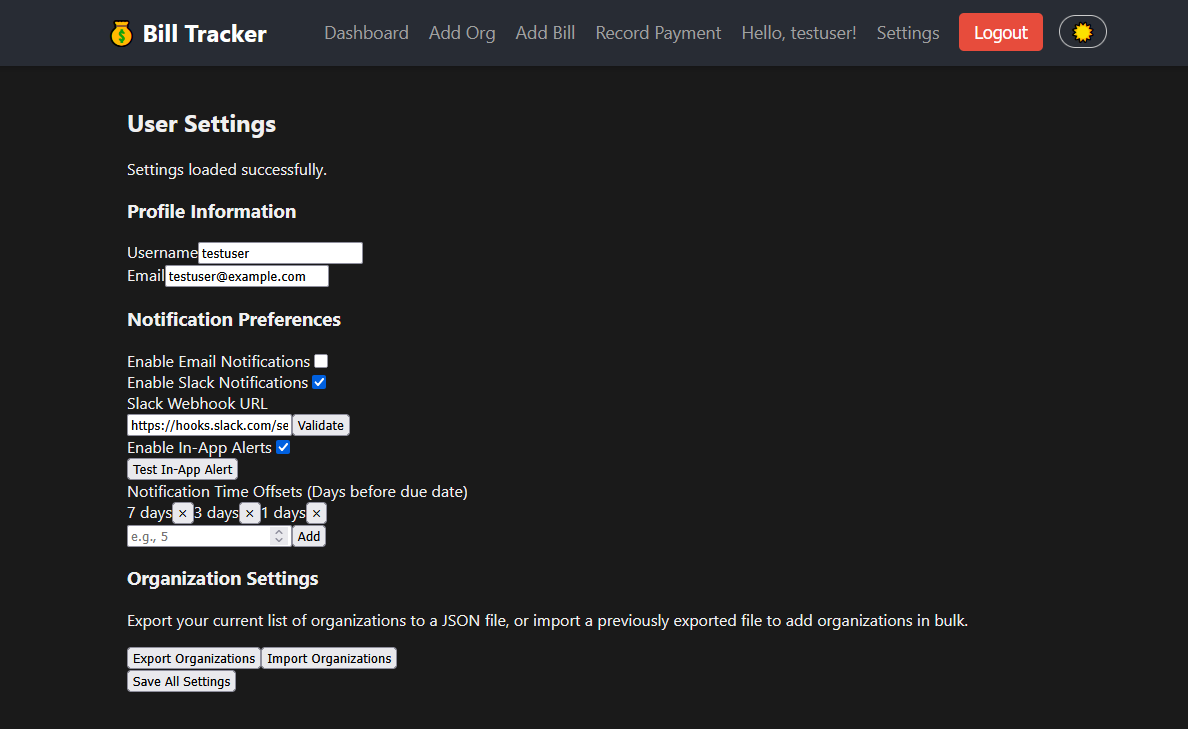 Bill Tracker Dashboard Add Org Add Bill Record Payment Hello, testuser! Settings Logout
User Settings
Settings loaded successfully.
Profile Information
Username testuser
Email testuser@example.com
Notification Preferences
Enable Email Notifications
Enable Slack Notifications
Slack Webhook URL
https://hooks.slack.com/se Validate
Enable In-App Alerts
Test In-App Alert
Notification Time Offsets (Days before due date)
7 days × 3 days × 1 days ×
e.g., 5 Add
Organization Settings
Export your current list of organizations to a JSON file, or import a previously exported file to add organizations in bulk.
Export Organizations Import Organizations
Save All Settings